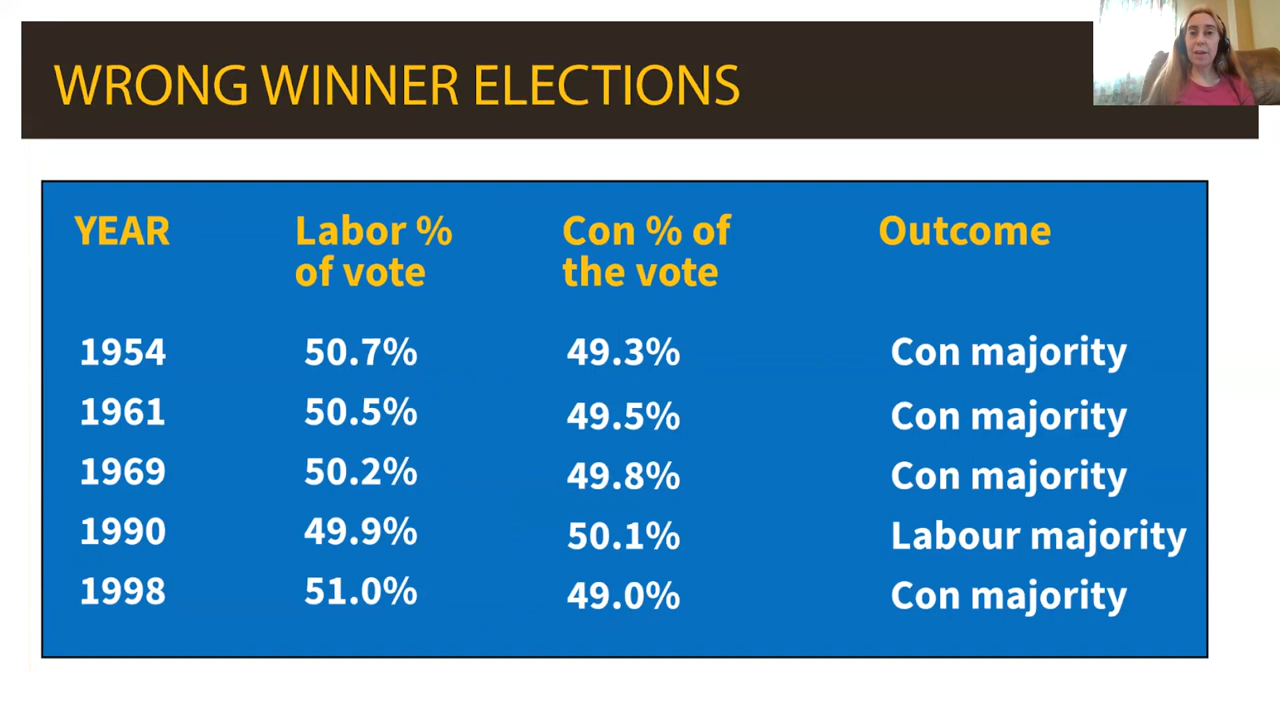 WRONG WINNER ELECTIONS
YEAR Labor % of vote Con % of the vote Outcome
1954 50.7% 49.3% Con majority
1961 50.5% 49.5% Con majority
1969 50.2% 49.8% Con majority
1990 49.9% 50.1% Labour majority
1998 51.0% 49.0% Con majority